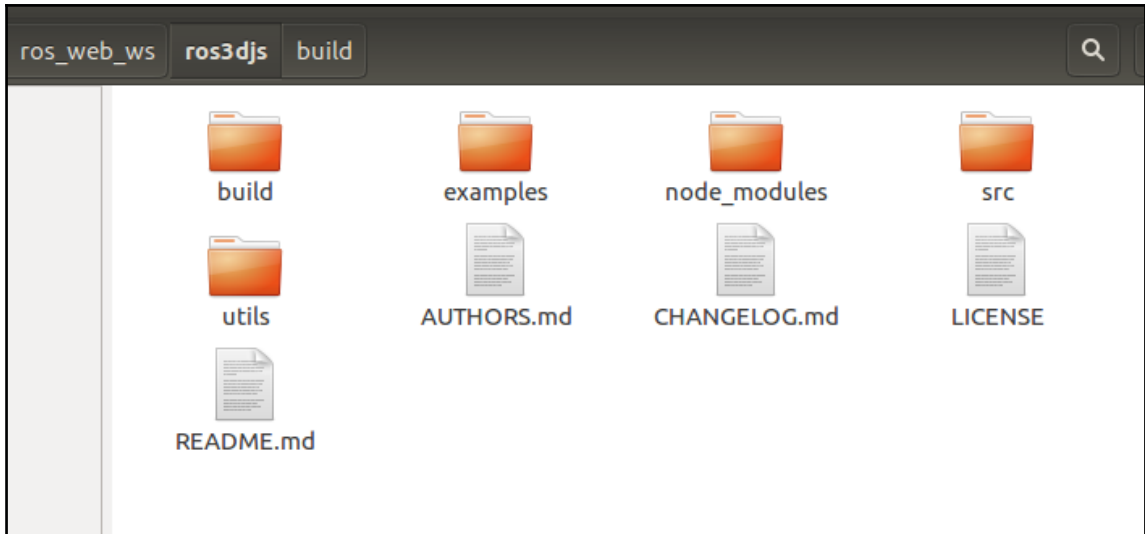 ros_web_ws ros3djs build
build examples node_modules src
utils AUTHORS.md CHANGELOG.md LICENSE
README.md